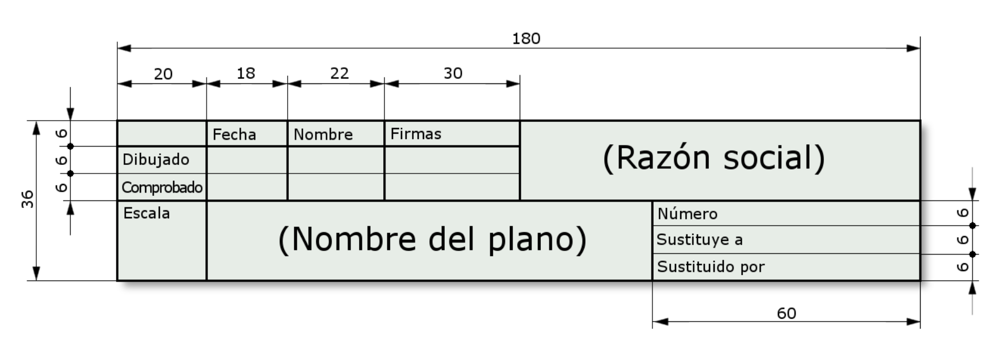 180
20 18 22 30
6 Fecha Nombre Firmas
6 Dibujado (Razón social)
6 Comprobado
36
Escala (Nombre del plano) Número 6
Sustituye a 6
Sustituido por 6
60